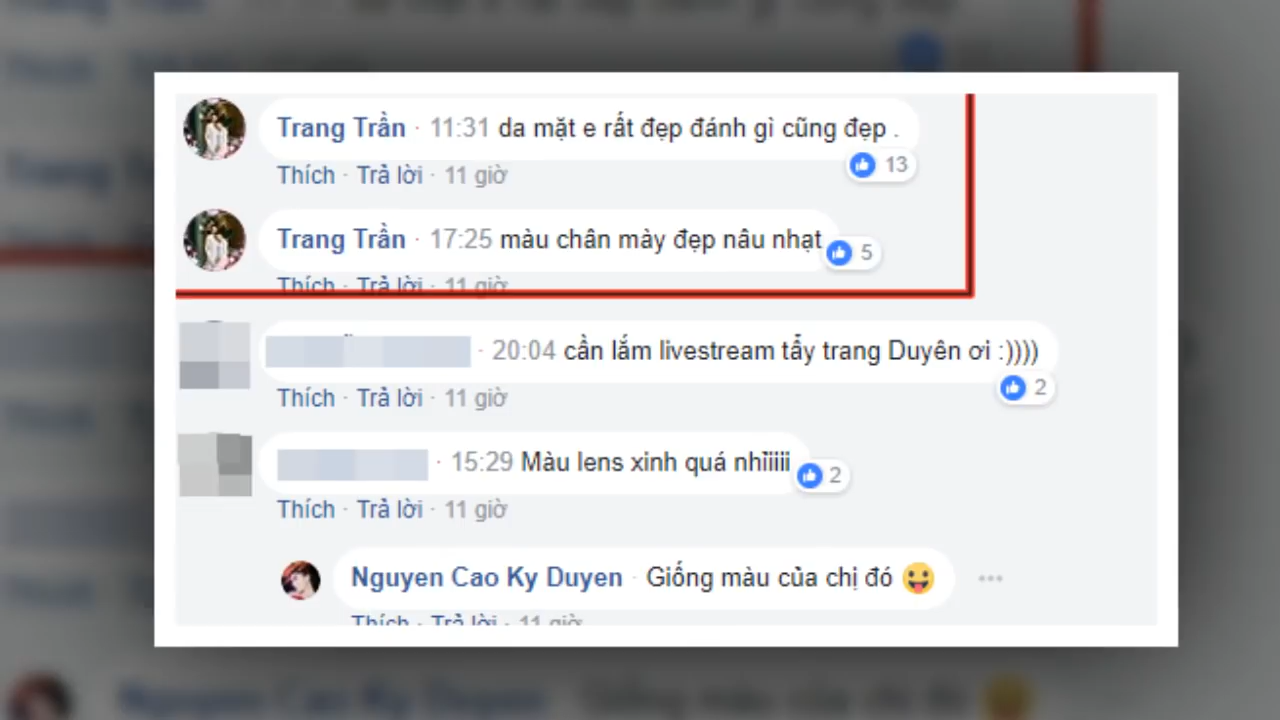 Trang Trần · 11:31 da mặt e rất đẹp đánh gì cũng đẹp .
13
Thích · Trả lời · 11 giờ
Trang Trần · 17:25 màu chân mày đẹp nâu nhạt
5
Thích · Trả lời · 11 giờ
· 20:04 cần lắm livestream tẩy trang Duyên ơi :))))
2
Thích · Trả lời · 11 giờ
· 15:29 Màu lens xinh quá nhỉiiiii
2
Thích · Trả lời · 11 giờ
Nguyen Cao Ky Duyen · Giống màu của chị đó 😛
Thích · Trả lời · 11 giờ